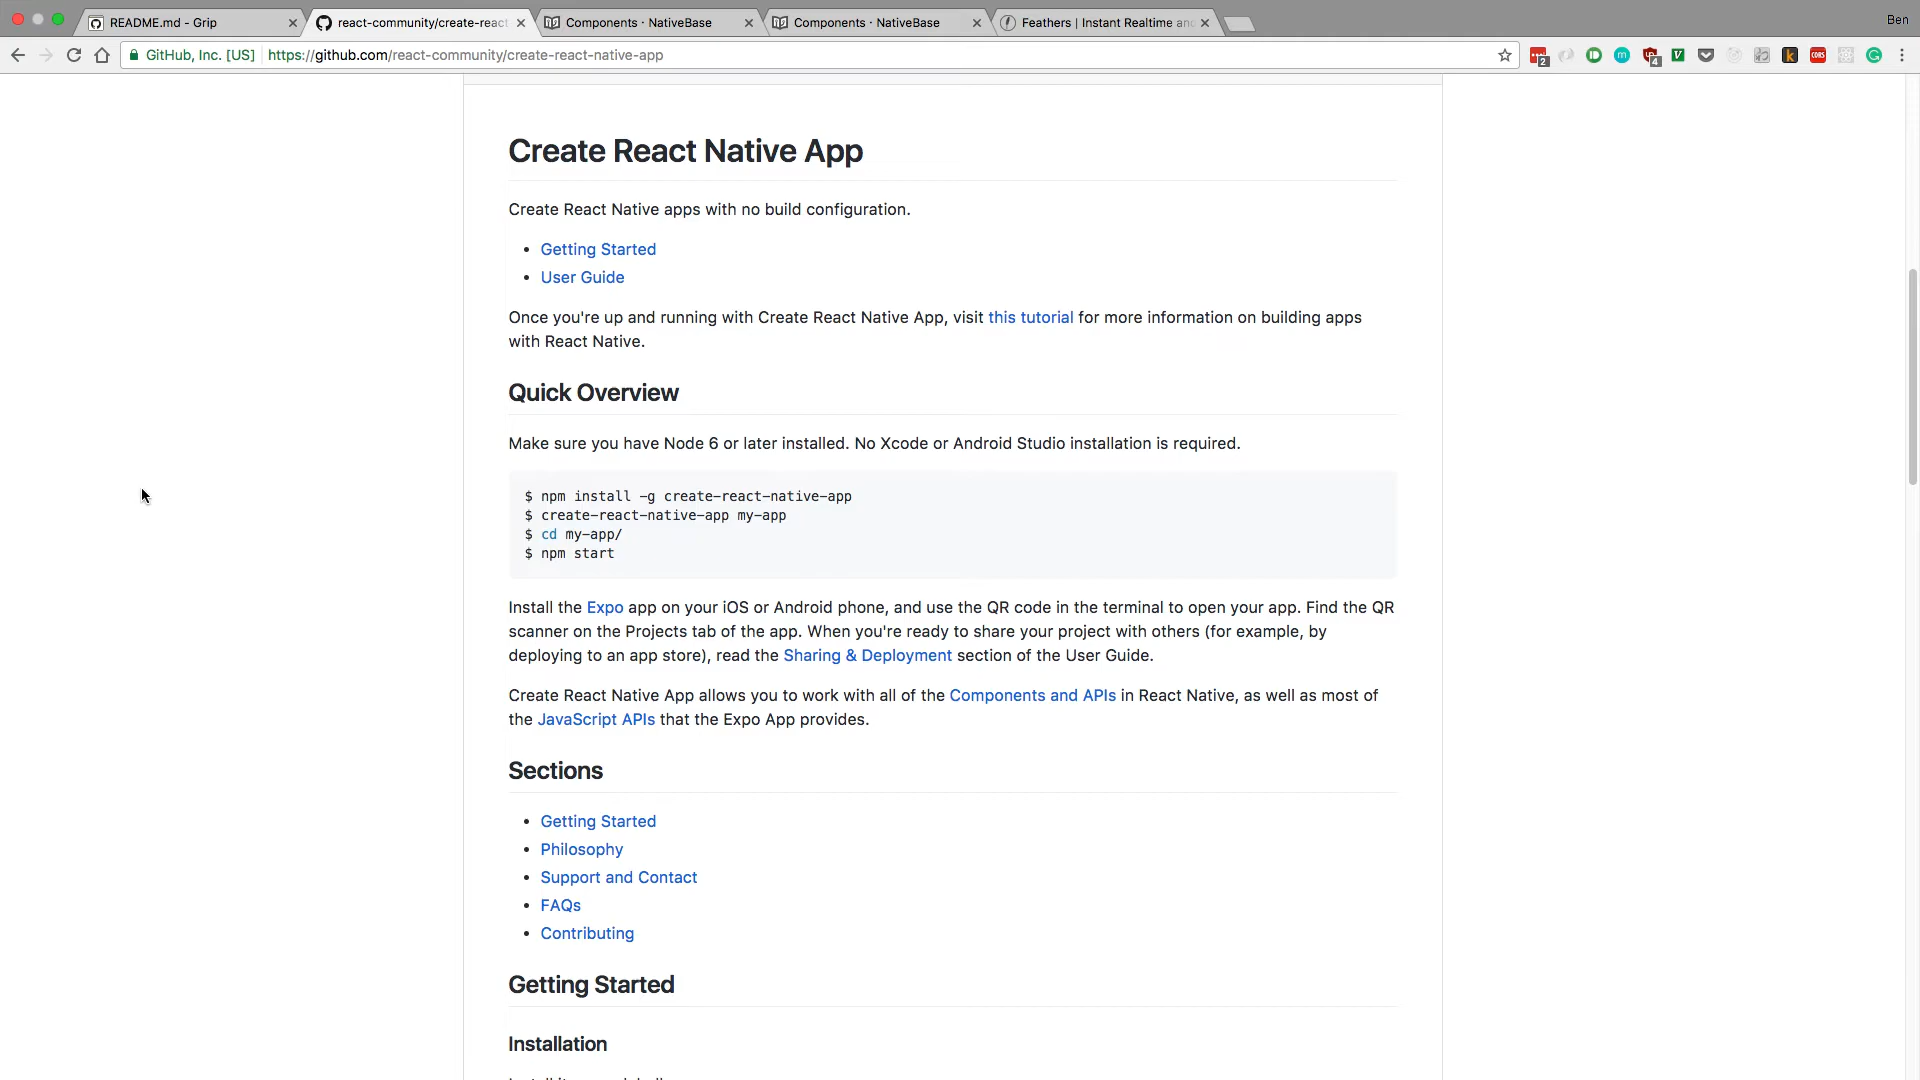 README.md - Grip
react-community/create-react
Components · NativeBase
Components · NativeBase
Feathers | Instant Realtime and
Ben
GitHub, Inc. [US]
https://github.com/react-community/create-react-native-app
2
4
CORS
Create React Native App
Create React Native apps with no build configuration.
• Getting Started
• User Guide
Once you're up and running with Create React Native App, visit this tutorial for more information on building apps
with React Native.
Quick Overview
Make sure you have Node 6 or later installed. No Xcode or Android Studio installation is required.
$ npm install -g create-react-native-app
$ create-react-native-app my-app
$ cd my-app/
$ npm start
Install the Expo app on your iOS or Android phone, and use the QR code in the terminal to open your app. Find the QR
scanner on the Projects tab of the app. When you're ready to share your project with others (for example, by
deploying to an app store), read the Sharing & Deployment section of the User Guide.
Create React Native App allows you to work with all of the Components and APIs in React Native, as well as most of
the JavaScript APIs that the Expo App provides.
Sections
• Getting Started
• Philosophy
• Support and Contact
• FAQs
• Contributing
Getting Started
Installation